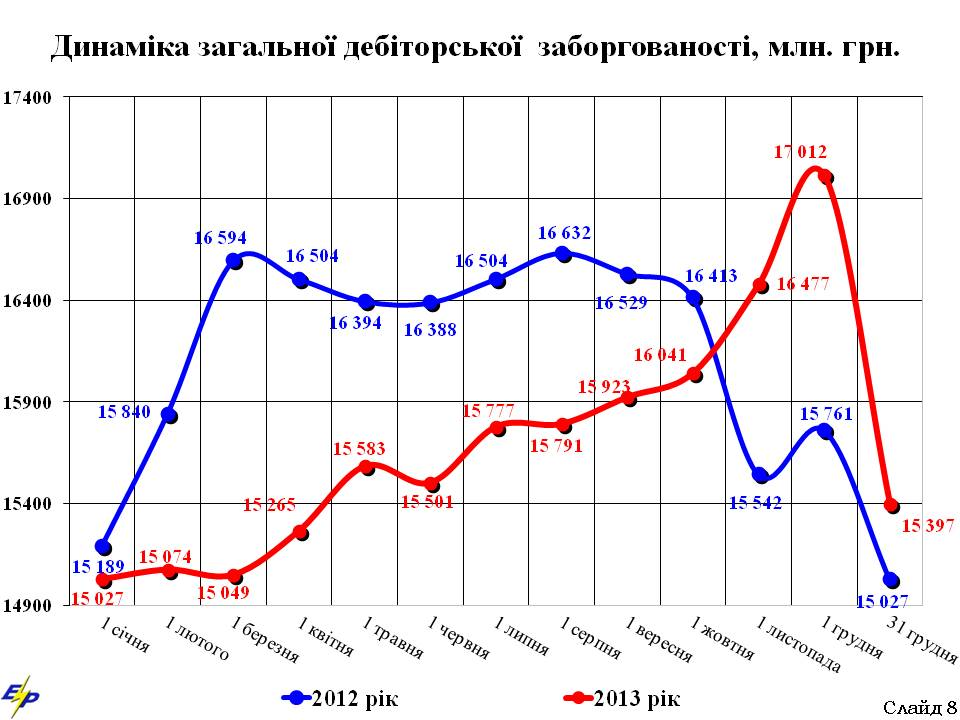 Динаміка загальної дебіторської заборгованості, млн. грн.
17400
16900
16400
15900
15400
14900
15 189
15 840
16 594
16 504
16 394
16 388
16 504
16 632
16 529
16 413
15 542
15 761
15 027
15 027
15 074
15 049
15 265
15 583
15 501
15 777
15 791
15 923
16 041
16 477
17 012
15 397
1 січня
1 лютого
1 березня
1 квітня
1 травня
1 червня
1 липня
1 серпня
1 вересня
1 жовтня
1 листопада
1 грудня
31 грудня
2012 рік
2013 рік
ЕР
Слайд 8